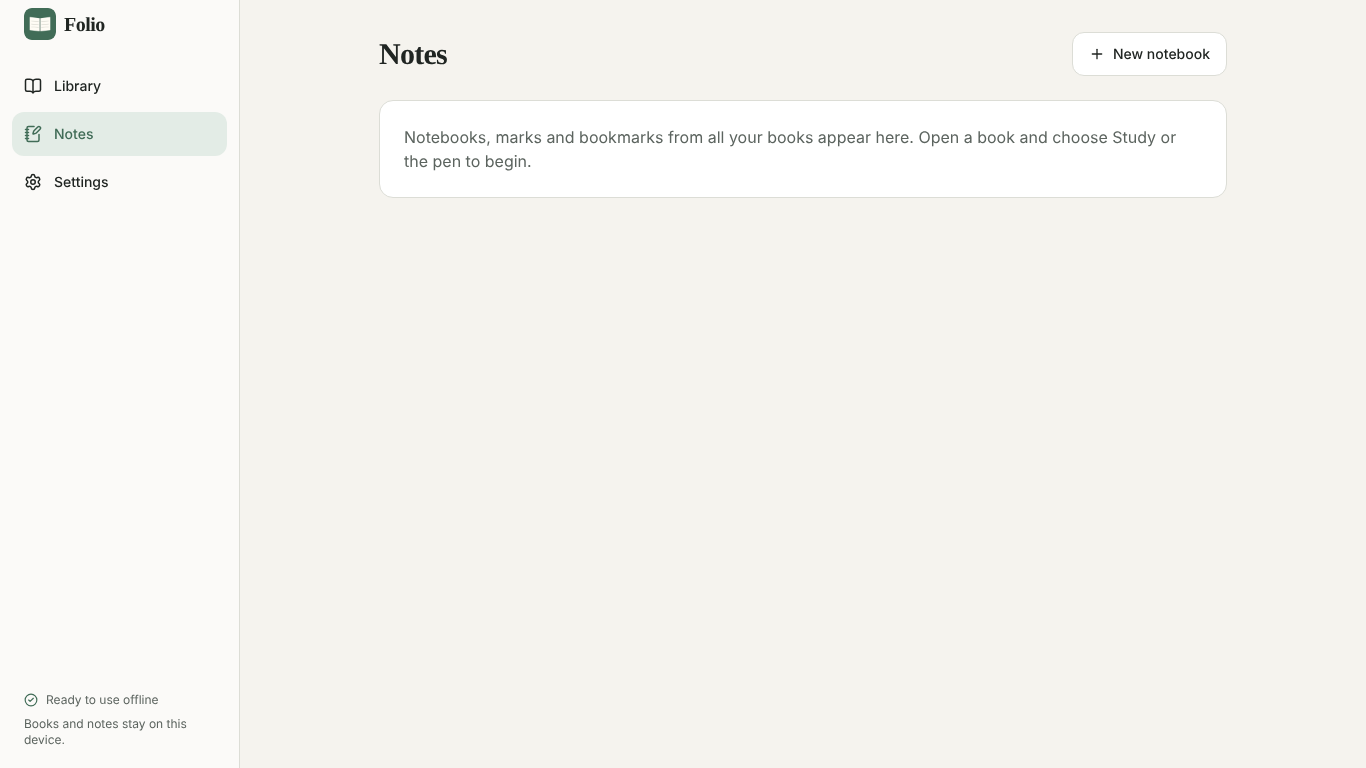 Folio
Library
Notes
Settings
Ready to use offline
Books and notes stay on this
device.
Notes
New notebook
Notebooks, marks and bookmarks from all your books appear here. Open a book and choose Study or
the pen to begin.